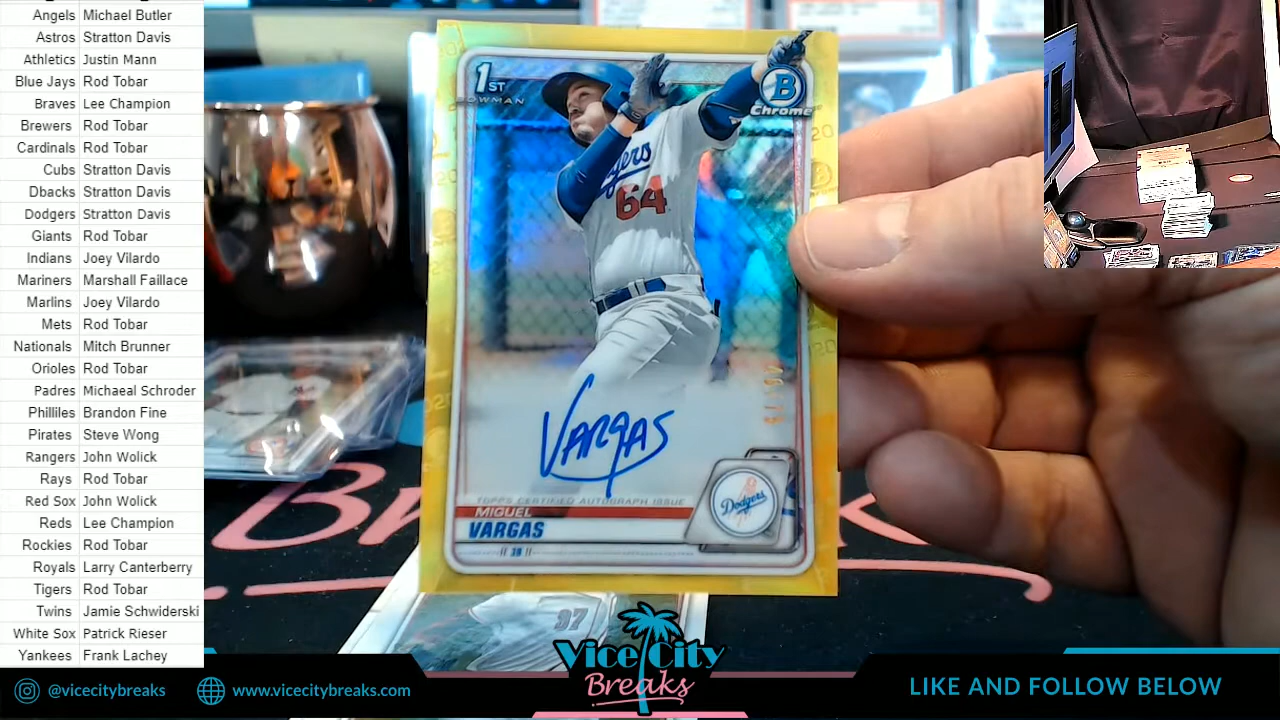 Angels Michael Butler
Astros Stratton Davis
Athletics Justin Mann
Blue Jays Rod Tobar
Braves Lee Champion
Brewers Rod Tobar
Cardinals Rod Tobar
Cubs Stratton Davis
Dbacks Stratton Davis
Dodgers Stratton Davis
Giants Rod Tobar
Indians Joey Vilardo
Mariners Marshall Faillace
Marlins Joey Vilardo
Mets Rod Tobar
Nationals Mitch Brunner
Orioles Rod Tobar
Padres Michaeal Schroder
Philliles Brandon Fine
Pirates Steve Wong
Rangers John Wolick
Rays Rod Tobar
Red Sox John Wolick
Reds Lee Champion
Rockies Rod Tobar
Royals Larry Canterberry
Tigers Rod Tobar
Twins Jamie Schwiderski
White Sox Patrick Rieser
Yankees Frank Lachey
1ST
OWMAN
B
Chrome
64
VARGAS
TOPPS CERTIFIED AUTOGRAPH ISSUE
MIGUEL
VARGAS
// 3B //
Dodgers
97
@vicecitybreaks
www.vicecitybreaks.com
Vice City
Breaks
LIKE AND FOLLOW BELOW